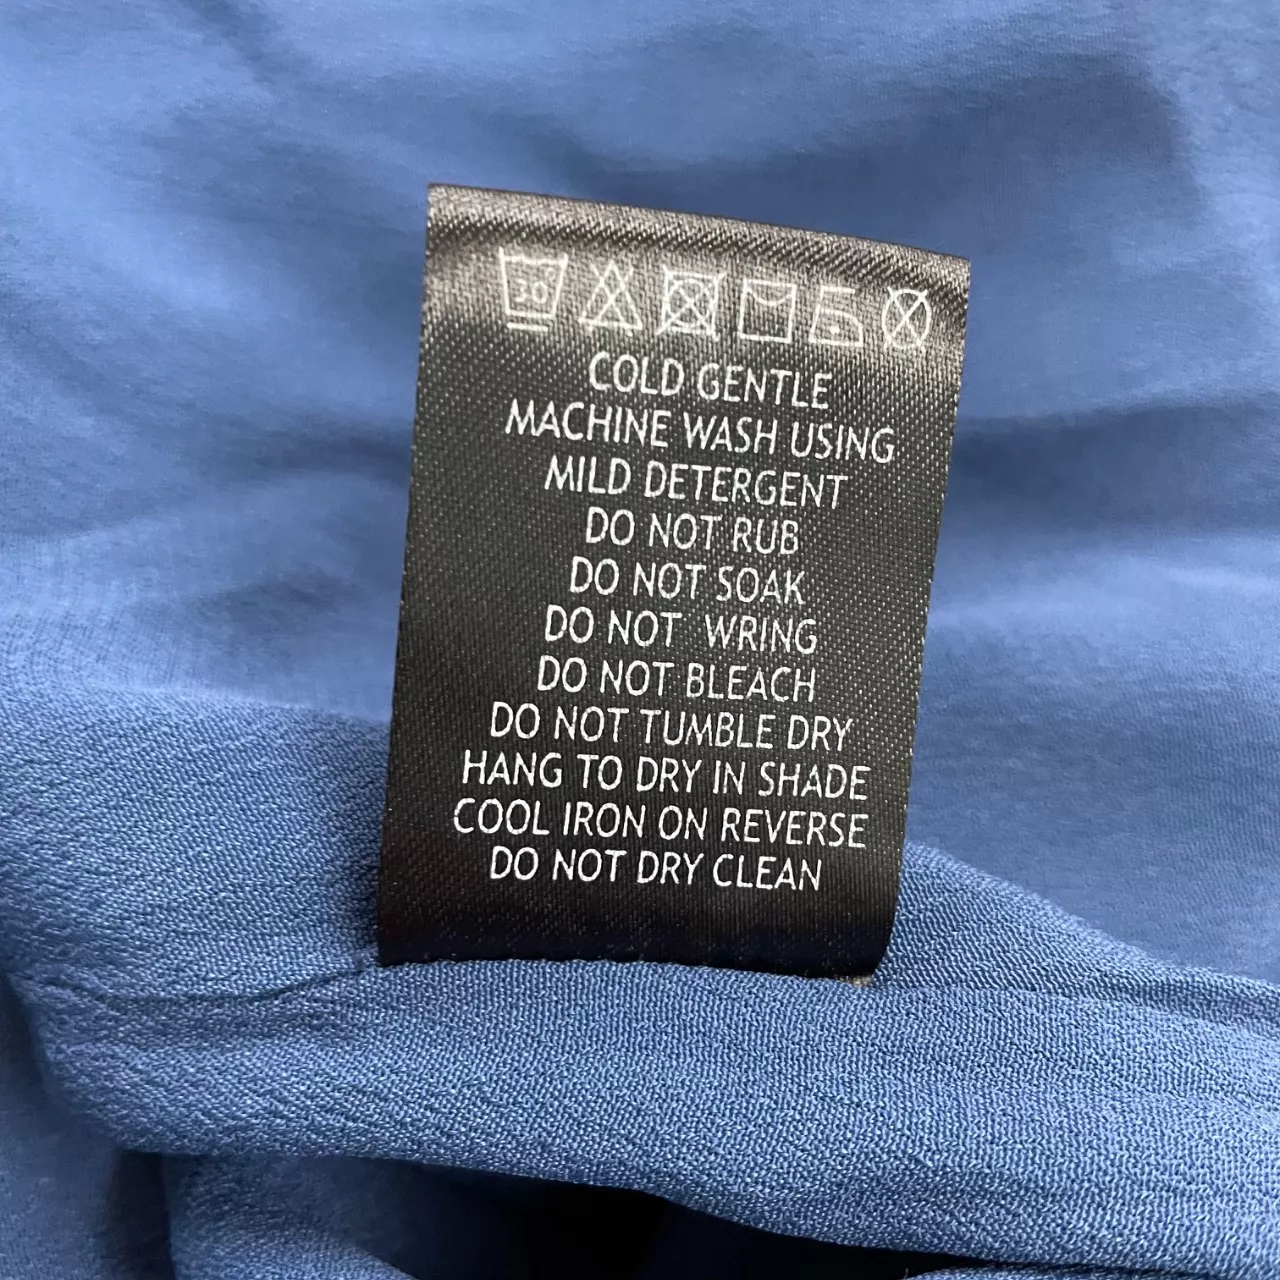 30°
COLD GENTLE
MACHINE WASH USING
MILD DETERGENT
DO NOT RUB
DO NOT SOAK
DO NOT WRING
DO NOT BLEACH
DO NOT TUMBLE DRY
HANG TO DRY IN SHADE
COOL IRON ON REVERSE
DO NOT DRY CLEAN